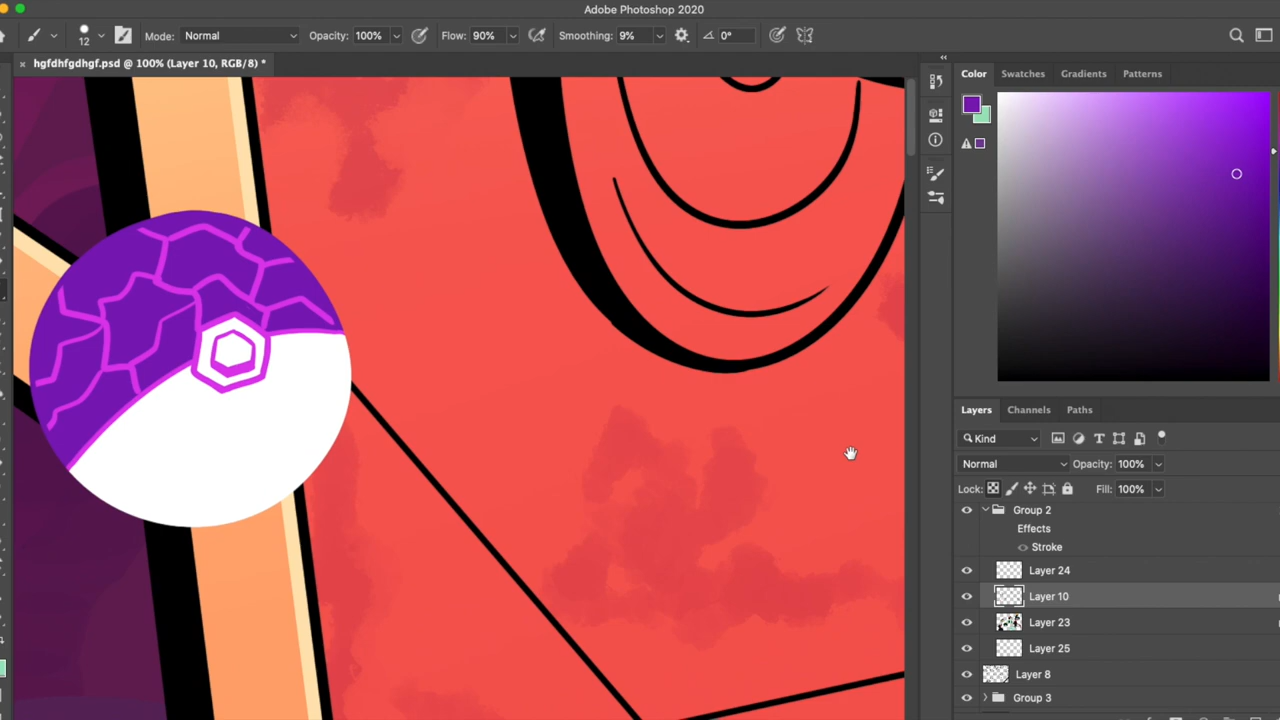 Adobe Photoshop 2020
12 Mode: Normal Opacity: 100% Flow: 90% Smoothing: 9% 0°
× hgfdhfgdhgf.psd @ 100% (Layer 10, RGB/8) *
Color Swatches Gradients Patterns
Layers Channels Paths
Kind
Normal Opacity: 100%
Lock: Fill: 100%
Group 2
Effects
Stroke
Layer 24
Layer 10
Layer 23
Layer 25
Layer 8
Group 3